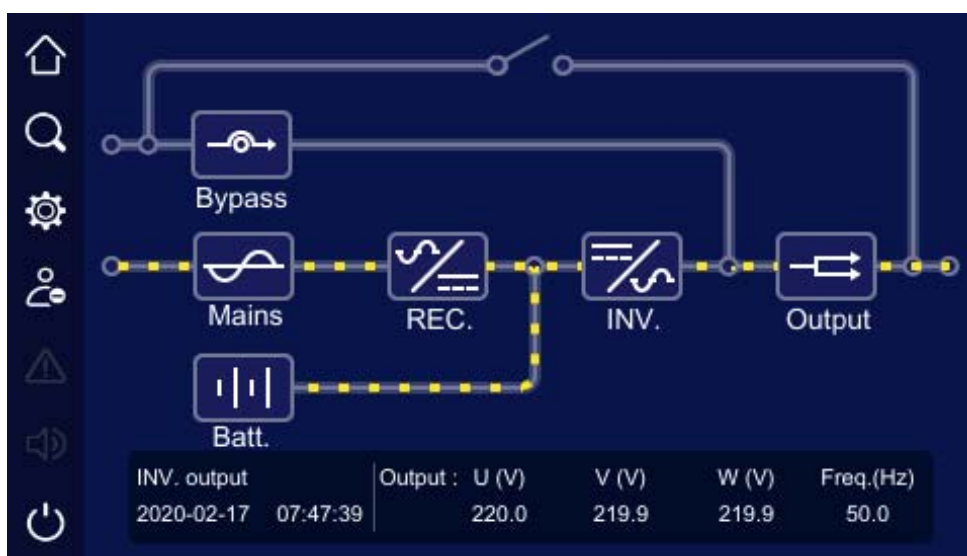 Bypass
Mains
REC.
INV.
Output
Batt.
INV. output Output : U (V) V (V) W (V) Freq.(Hz)
2020-02-17 07:47:39 220.0 219.9 219.9 50.0